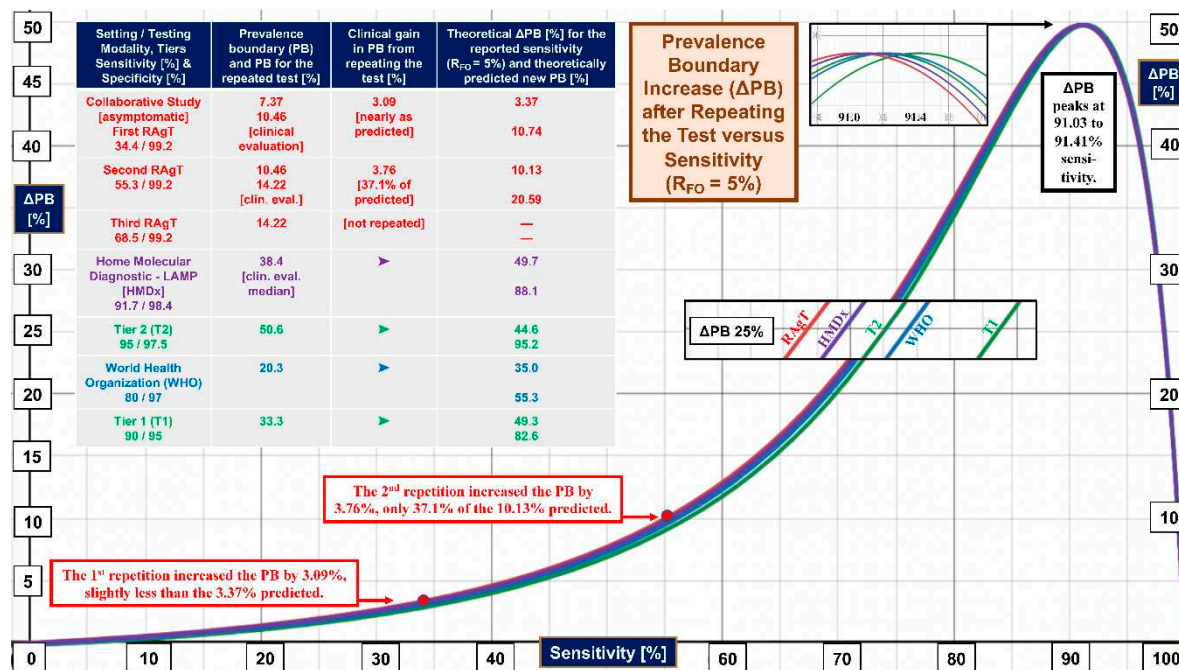 Setting / Testing Modality, Tiers Sensitivity [%] & Specificity [%]
Prevalence boundary (PB) and PB for the repeated test [%]
Clinical gain in PB from repeating the test [%]
Theoretical ΔPB [%] for the reported sensitivity (RFO = 5%) and theoretically predicted new PB [%]
Collaborative Study [asymptomatic] First RAgT 34.4 / 99.2
7.37
10.46
[clinical evaluation]
3.09
[nearly as predicted]
3.37
10.74
Second RAgT
55.3 / 99.2
10.46
14.22
[clin. eval.]
3.76
[37.1% of predicted]
10.13
20.59
Third RAgT
68.5 / 99.2
14.22
[not repeated]
—
—
Home Molecular Diagnostic - LAMP [HMDx]
91.7 / 98.4
38.4
[clin. eval. median]
➤
49.7
88.1
Tier 2 (T2)
95 / 97.5
50.6
➤
44.6
95.2
World Health Organization (WHO)
80 / 97
20.3
➤
35.0
55.3
Tier 1 (T1)
90 / 95
33.3
➤
49.3
82.6
Prevalence
Boundary
Increase (ΔPB)
after Repeating
the Test versus
Sensitivity
(RFO = 5%)
91.0
91.4
ΔPB
peaks at
91.03 to
91.41%
sensi-
tivity.
ΔPB 25%
RAgT
HMDx
T2
WHO
T1
The 2nd repetition increased the PB by
3.76%, only 37.1% of the 10.13% predicted.
The 1st repetition increased the PB by 3.09%,
slightly less than the 3.37% predicted.
50
45
40
ΔPB
[%]
30
25
20
15
10
5
0
10
20
30
40
Sensitivity [%]
60
70
80
90
100
[%]
50
ΔPB
[%]
40
30
20
10